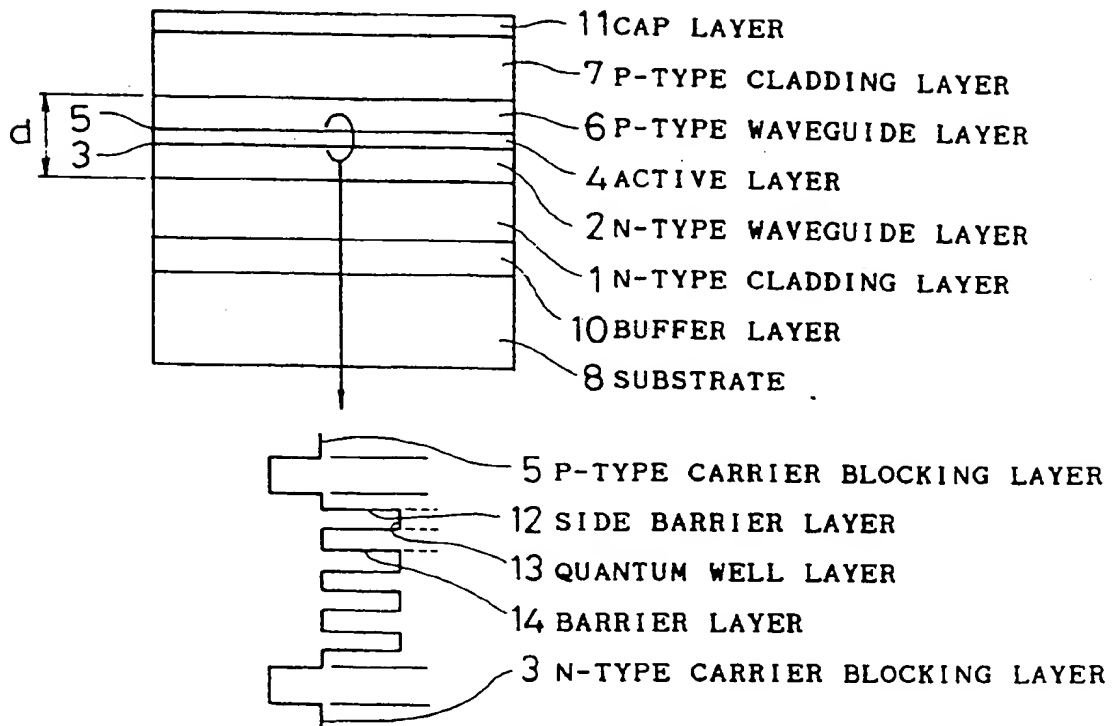 11 CAP LAYER
7 P-TYPE CLADDING LAYER
d
5
6 P-TYPE WAVEGUIDE LAYER
3
4 ACTIVE LAYER
2 N-TYPE WAVEGUIDE LAYER
1 N-TYPE CLADDING LAYER
10 BUFFER LAYER
8 SUBSTRATE
5 P-TYPE CARRIER BLOCKING LAYER
12 SIDE BARRIER LAYER
13 QUANTUM WELL LAYER
14 BARRIER LAYER
3 N-TYPE CARRIER BLOCKING LAYER